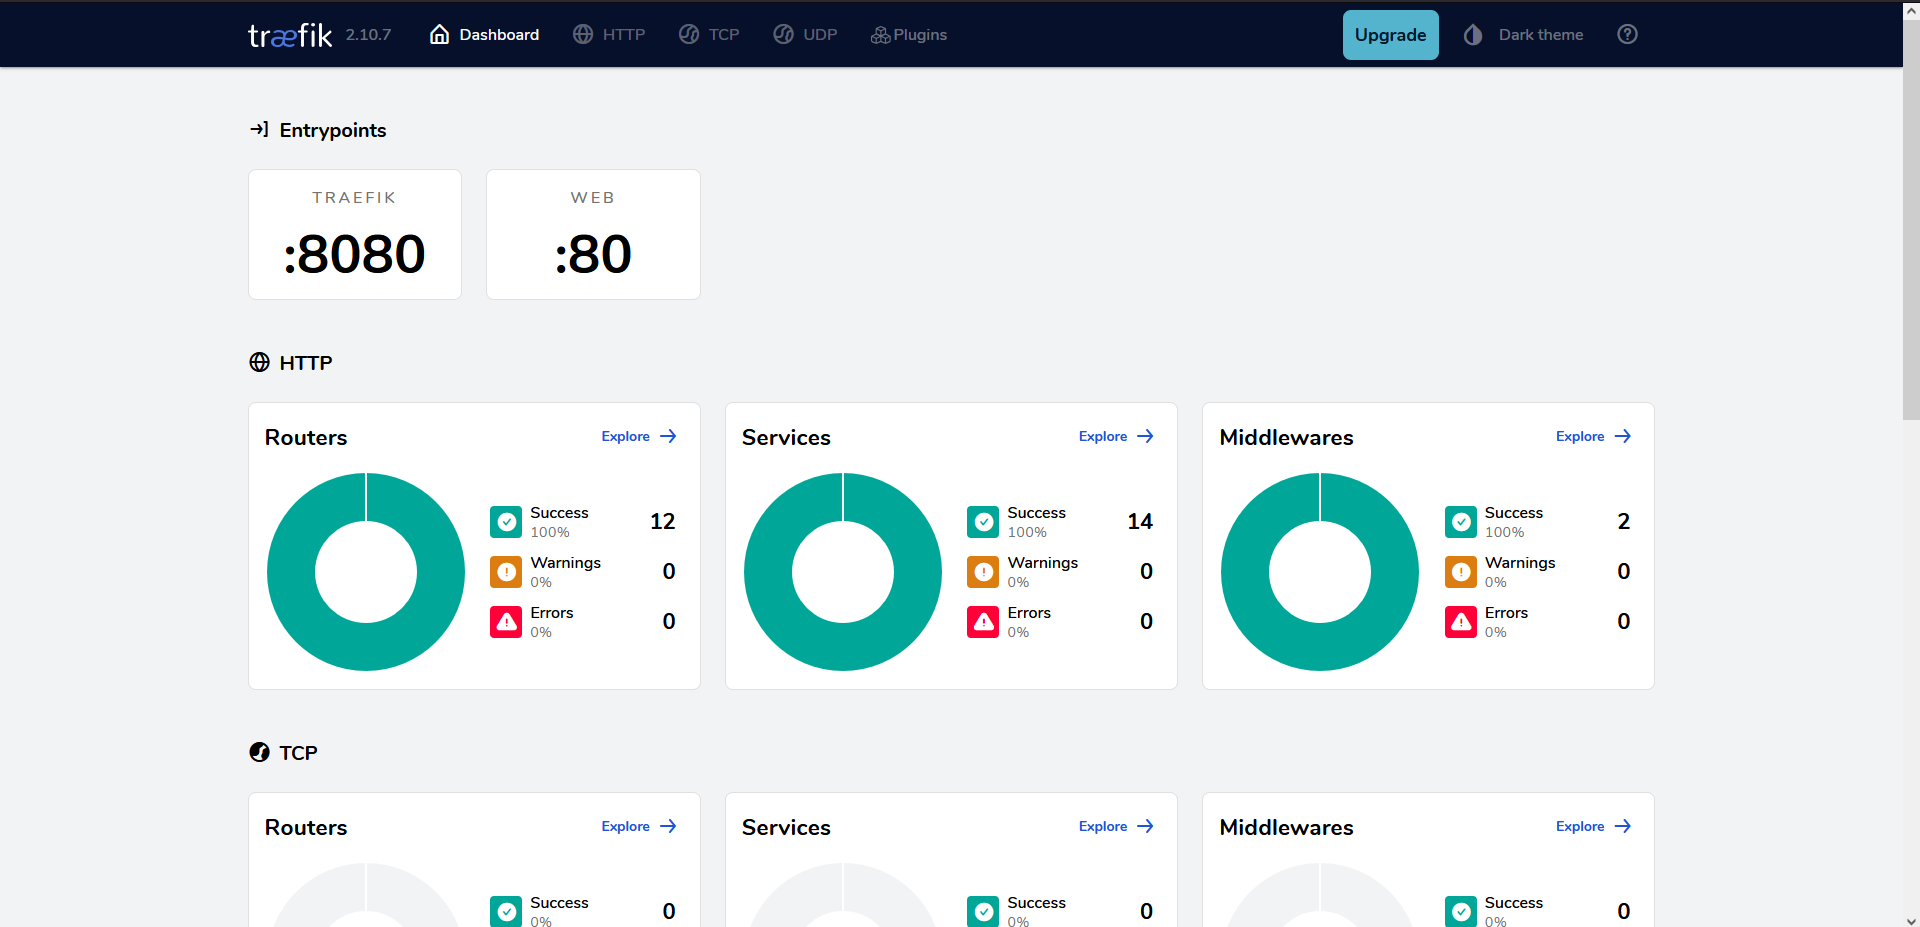 træfik 2.10.7 Dashboard HTTP TCP UDP Plugins Upgrade Dark theme
Entrypoints
TRAEFIK
:8080
WEB
:80
HTTP
Routers Explore
Success 12
100%
Warnings 0
0%
Errors 0
0%
Services Explore
Success 14
100%
Warnings 0
0%
Errors 0
0%
Middlewares Explore
Success 2
100%
Warnings 0
0%
Errors 0
0%
TCP
Routers Explore
Success 0
0%
Services Explore
Success 0
0%
Middlewares Explore
Success 0
0%